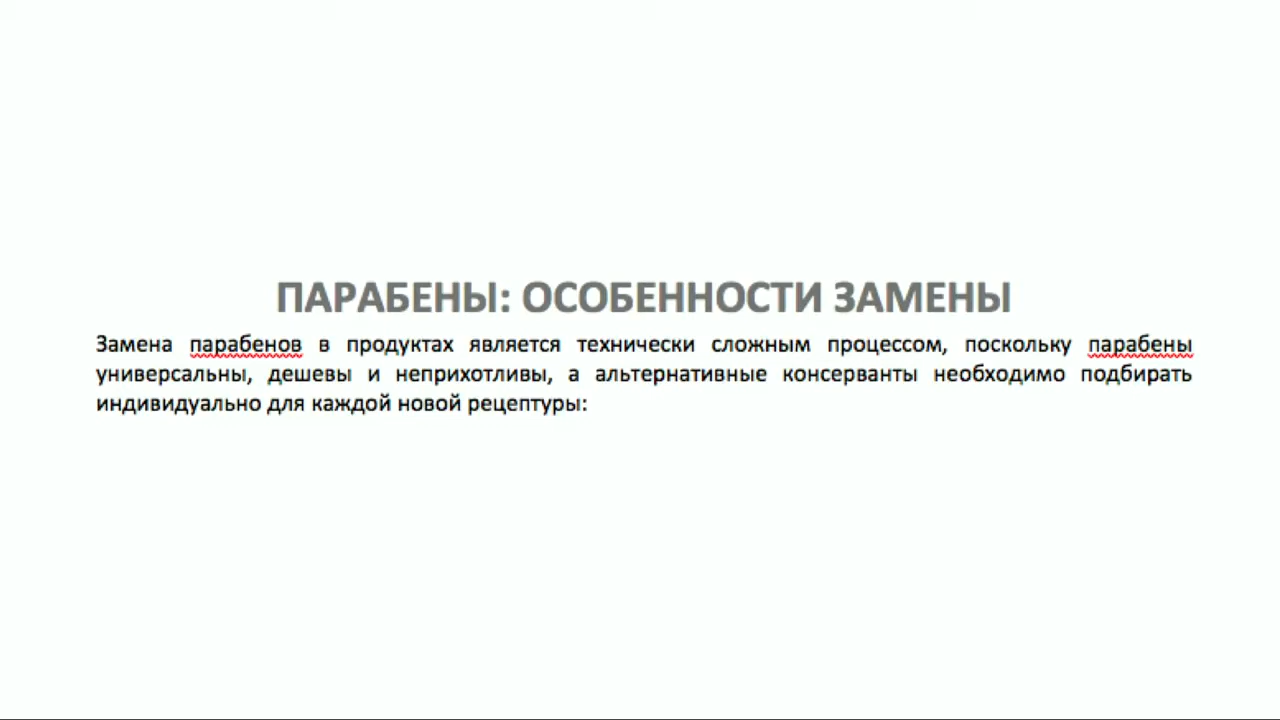 ПАРАБЕНЫ: ОСОБЕННОСТИ ЗАМЕНЫ
Замена парабенов в продуктах является технически сложным процессом, поскольку парабены
универсальны, дешевы и неприхотливы, а альтернативные консерванты необходимо подбирать
индивидуально для каждой новой рецептуры: